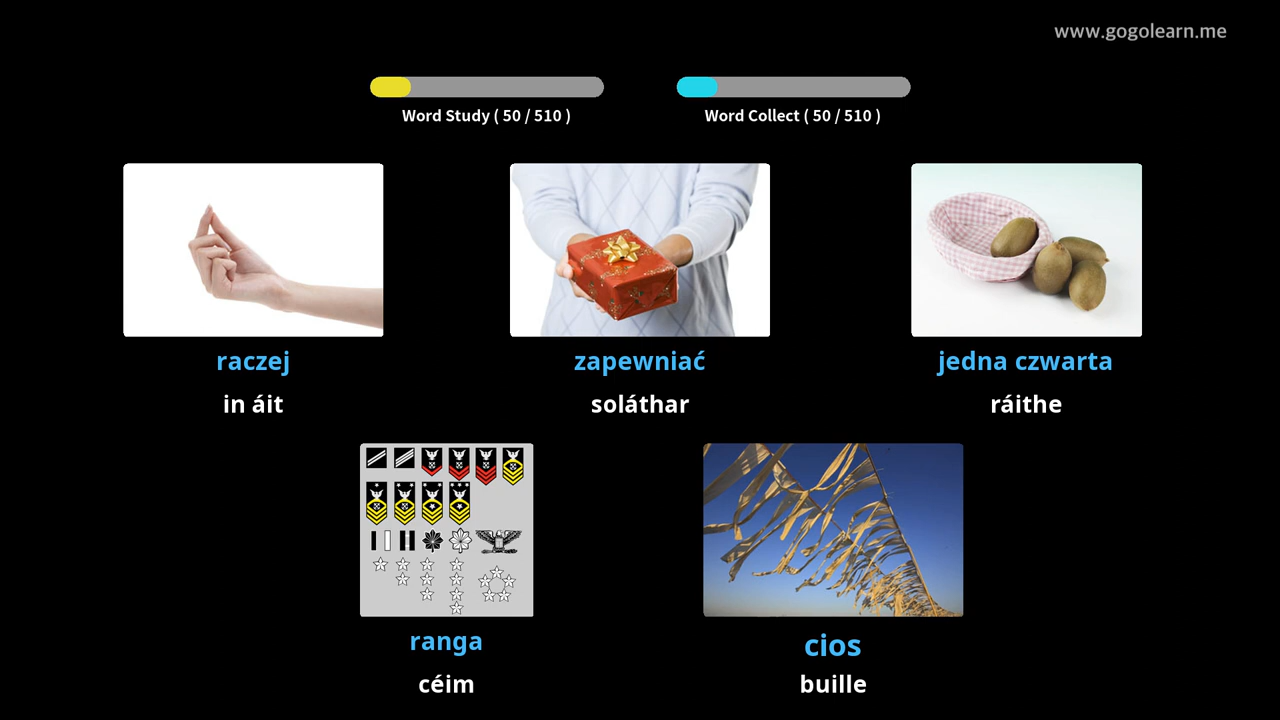 www.gogolearn.me
Word Study ( 50 / 510 )
Word Collect ( 50 / 510 )
raczej
zapewniać
jedna czwarta
in áit
soláthar
ráithe
ranga
cios
céim
buille